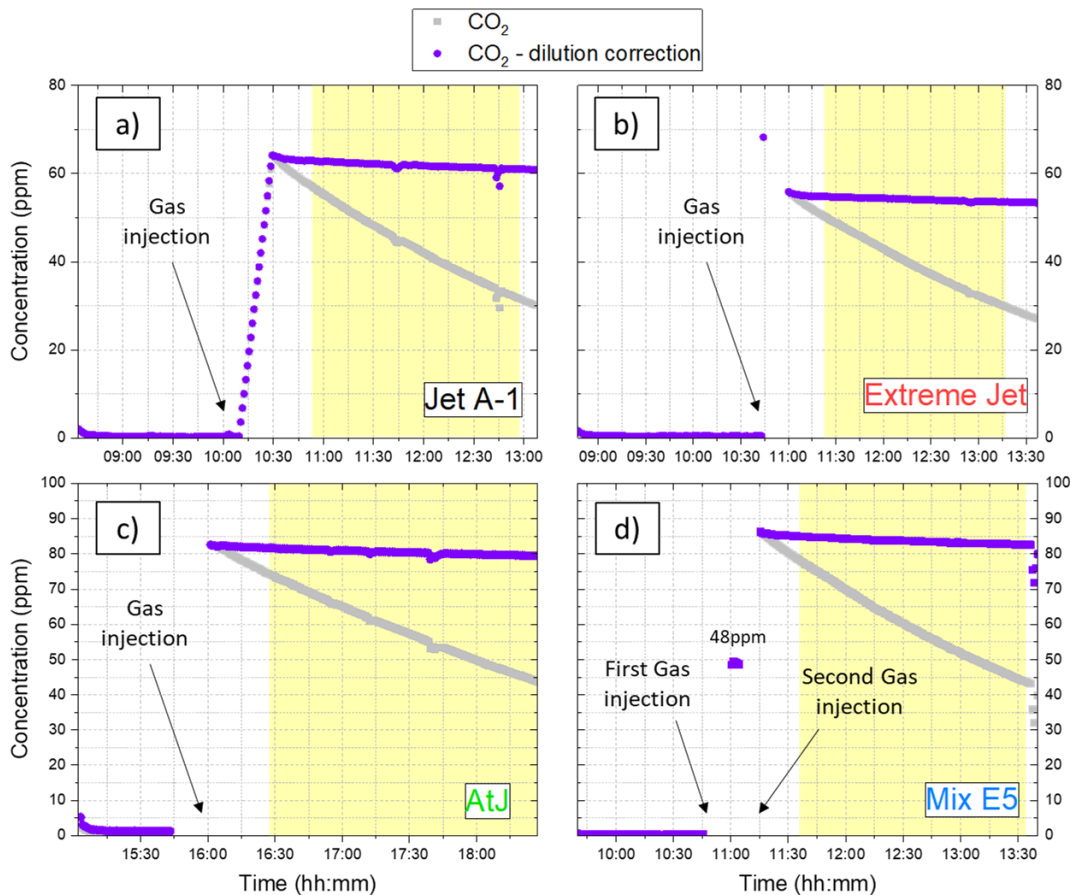 CO₂
CO₂ - dilution correction
a)
b)
80
60
40
20
0
Concentration (ppm)
Gas
injection
Jet A-1
09:00 09:30 10:00 10:30 11:00 11:30 12:00 12:30 13:00
Gas
injection
Extreme Jet
80
60
40
20
0
09:00 09:30 10:00 10:30 11:00 11:30 12:00 12:30 13:00 13:30
c)
d)
100
90
80
70
60
50
40
30
20
10
0
Concentration (ppm)
Gas
injection
AtJ
15:30 16:00 16:30 17:00 17:30 18:00
Time (hh:mm)
48ppm
First Gas
injection
Second Gas
injection
Mix E5
100
90
80
70
60
50
40
30
20
10
0
10:00 10:30 11:00 11:30 12:00 12:30 13:00 13:30
Time (hh:mm)